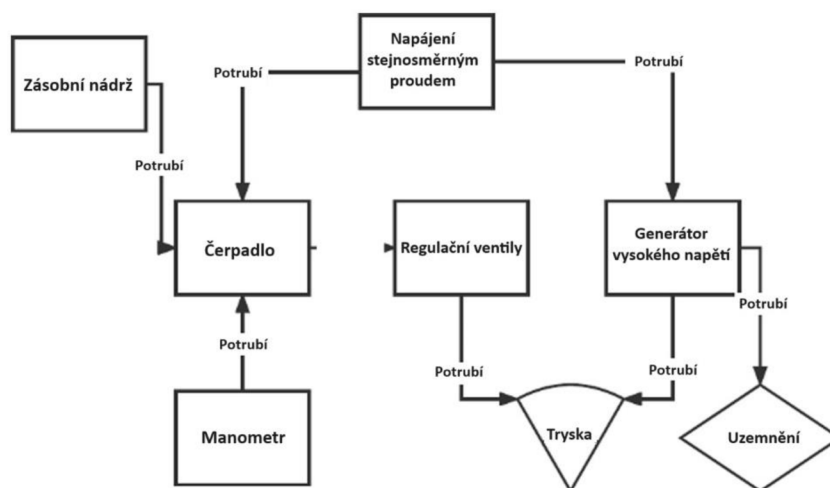 Napájení
stejnosměrným
proudem
Potrubí
Potrubí
Zásobní nádrž
Potrubí
Čerpadlo
Regulační ventily
Generátor
vysokého napětí
Potrubí
Potrubí
Potrubí
Potrubí
Manometr
Tryska
Uzemnění